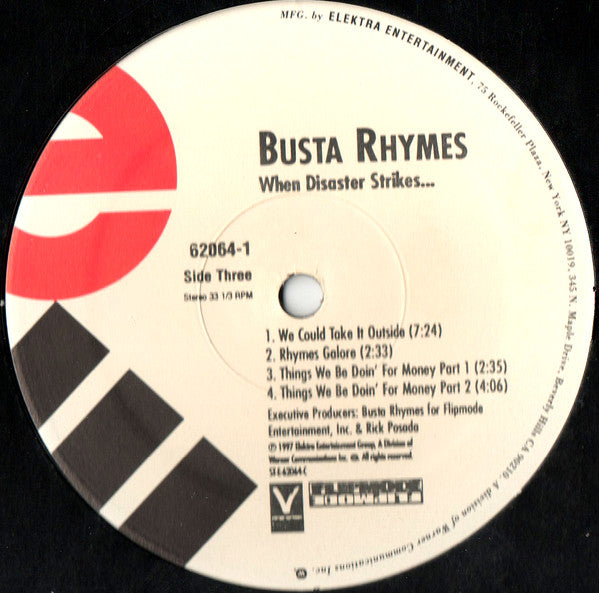 MFG. by ELEKTRA ENTERTAINMENT, 75 Rockefeller Plaza, New York NY 10019, 345 N. Maple Drive, Beverly Hills CA 90210. A division of Warner Communications Inc.
BUSTA RHYMES
When Disaster Strikes...
62064-1
Side Three
Stereo 33 1/3 RPM
1. We Could Take It Outside (7:24)
2. Rhymes Galore (2:33)
3. Things We Be Doin' For Money Part 1 (2:35)
4. Things We Be Doin' For Money Part 2 (4:06)
Executive Producers: Busta Rhymes for Flipmode
Entertainment, Inc. & Rick Posada
℗ © 1997 Elektra Entertainment Group, A Division of
Warner Communications Inc. All rights reserved.
ST-E-62064 C
FLIPMODE